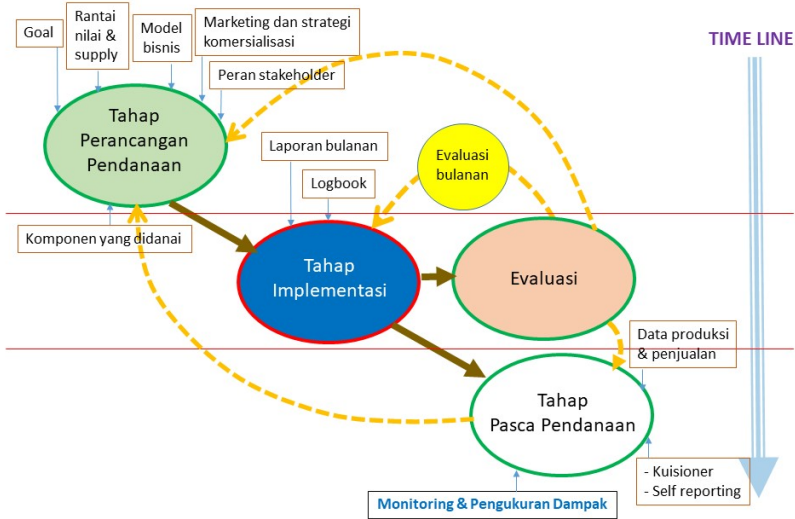 Goal
Rantai
nilai &
supply
Model
bisnis
Marketing dan strategi
komersialisasi
Peran stakeholder
TIME LINE
Tahap
Perancangan
Pendanaan
Laporan bulanan
Logbook
Evaluasi
bulanan
Komponen yang didanai
Tahap
Implementasi
Evaluasi
Data produksi
& penjualan
Tahap
Pasca Pendanaan
- Kuisioner
- Self reporting
Monitoring & Pengukuran Dampak